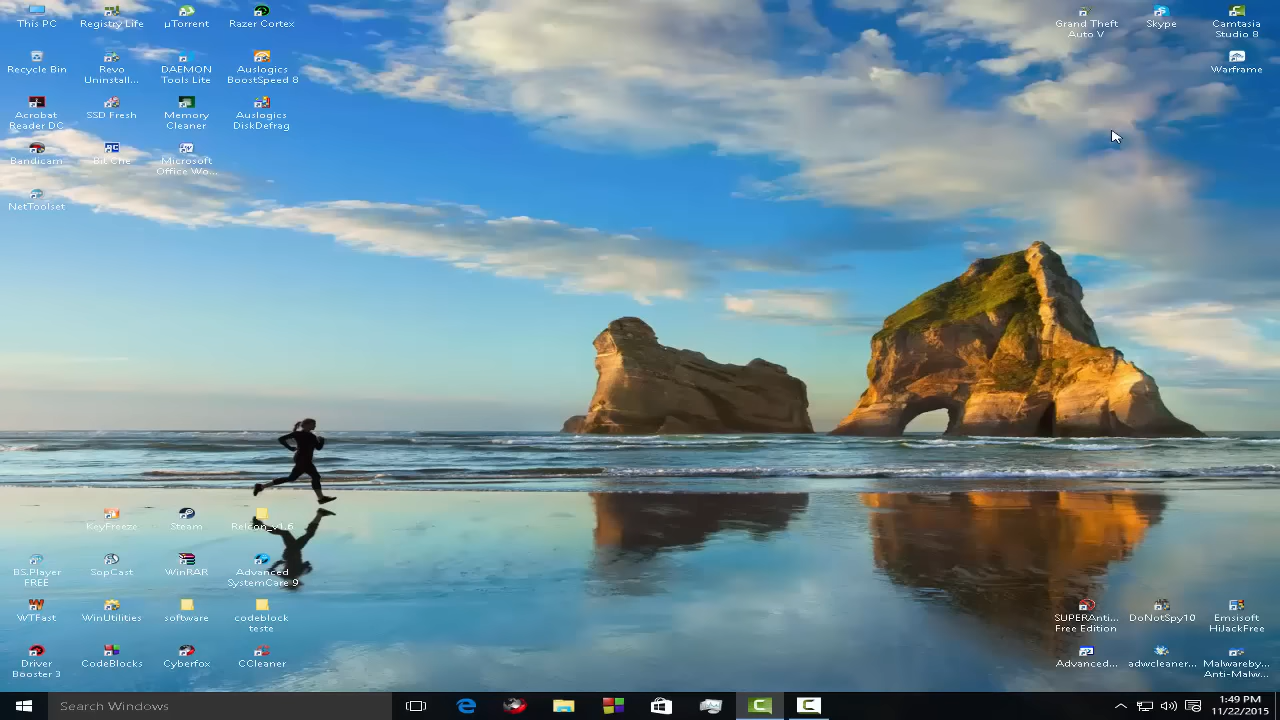 This PC
Registry Life
µTorrent
Razer Cortex
Grand Theft
Auto V
Skype
Camtasia
Studio 8
Recycle Bin
Revo
Uninstall...
DAEMON
Tools Lite
Auslogics
BoostSpeed 8
Warframe
Acrobat
Reader DC
SSD Fresh
Memory
Cleaner
Auslogics
DiskDefrag
Bandicam
Bit Che
Microsoft
Office Wo...
NetToolset
KeyFreeze
Steam
ReIcon_v1.6
BS.Player
FREE
SopCast
WinRAR
Advanced
SystemCare 9
WTFast
WinUtilities
software
codeblock
teste
SUPERAnti...
Free Edition
DoNotSpy10
Emsisoft
HiJackFree
Driver
Booster 3
CodeBlocks
Cyberfox
CCleaner
Advanced...
adwcleaner...
Malwareby...
Anti-Malw...
Search Windows
1:49 PM
11/22/2015